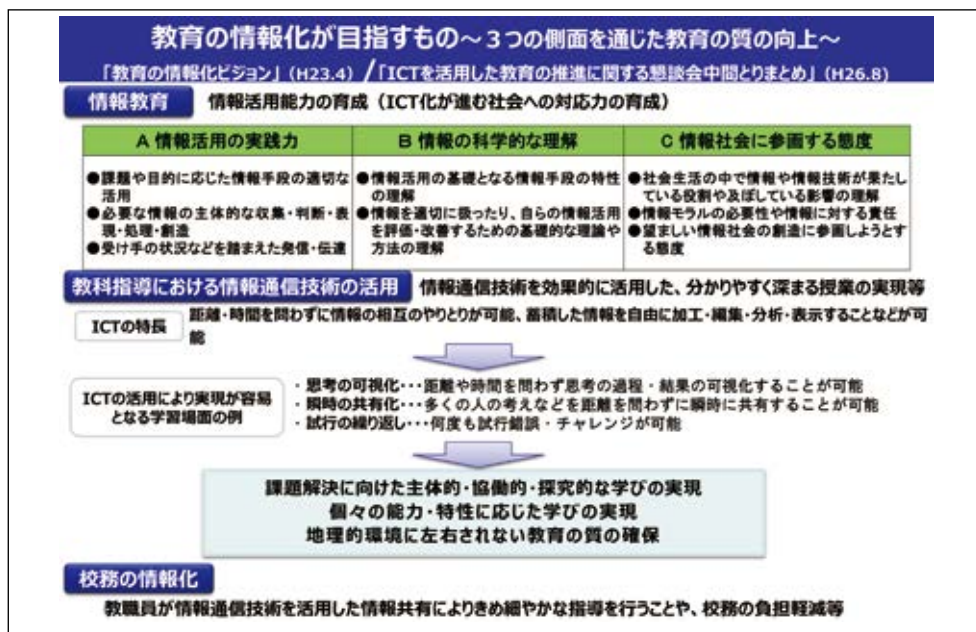 教育の情報化が目指すもの～３つの側面を通じた教育の質の向上～
「教育の情報化ビジョン」（H23.4）／「ICTを活用した教育の推進に関する懇談会中間とりまとめ」（H26.8）
情報教育 情報活用能力の育成（ICT化が進む社会への対応力の育成）
A 情報活用の実践力
●課題や目的に応じた情報手段の適切な
活用
●必要な情報の主体的な収集・判断・表
現・処理・創造
●受け手の状況などを踏まえた発信・伝達
B 情報の科学的な理解
●情報活用の基礎となる情報手段の特性
の理解
●情報を適切に扱ったり、自らの情報活用
を評価・改善するための基礎的な理論や
方法の理解
C 情報社会に参画する態度
●社会生活の中で情報や情報技術が果たし
ている役割や及ぼしている影響の理解
●情報モラルの必要性や情報に対する責任
●望ましい情報社会の創造に参画しようとす
る態度
教科指導における情報通信技術の活用 情報通信技術を効果的に活用した、分かりやすく深まる授業の実現等
ICTの特長
距離・時間を問わずに情報の相互のやりとりが可能、蓄積した情報を自由に加工・編集・分析・表示することなどが可
能
ICTの活用により実現が容易
となる学習場面の例
・思考の可視化･･･距離や時間を問わず思考の過程・結果の可視化することが可能
・瞬時の共有化･･･多くの人の考えなどを距離を問わずに瞬時に共有することが可能
・試行の繰り返し･･･何度も試行錯誤・チャレンジが可能
課題解決に向けた主体的・協働的・探究的な学びの実現
個々の能力・特性に応じた学びの実現
地理的環境に左右されない教育の質の確保
校務の情報化
教職員が情報通信技術を活用した情報共有によりきめ細やかな指導を行うことや、校務の負担軽減等